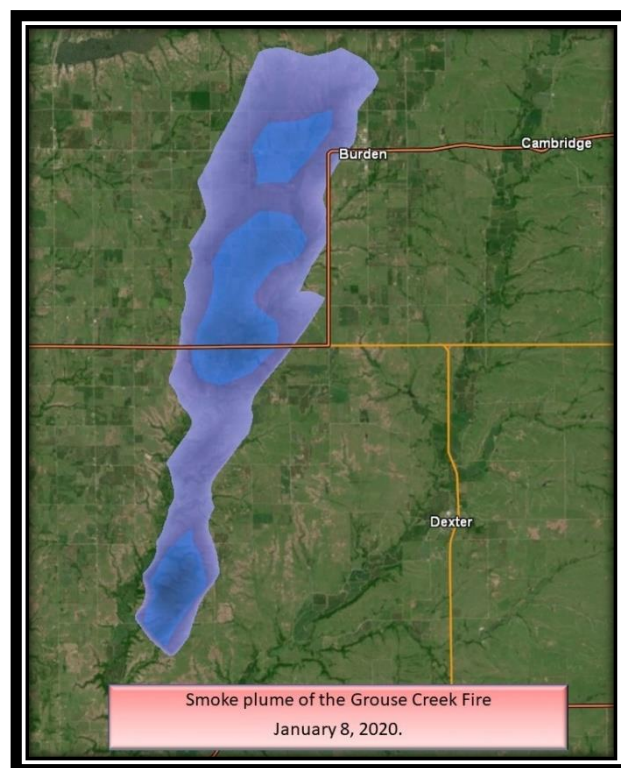 Cambridge
Burden
Dexter
Smoke plume of the Grouse Creek Fire
January 8, 2020.